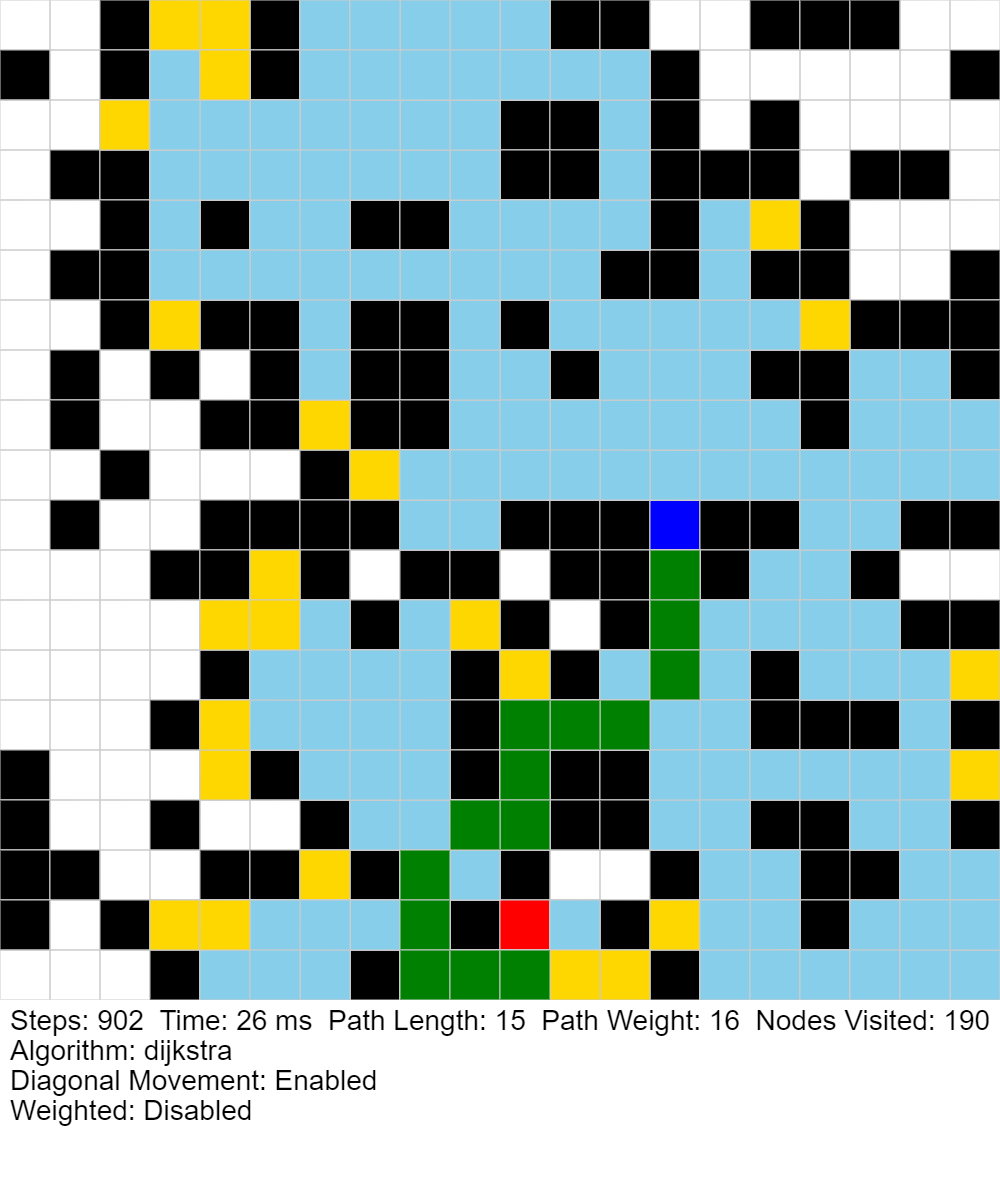 Steps: 902  Time: 26 ms  Path Length: 15  Path Weight: 16  Nodes Visited: 190
Algorithm: dijkstra
Diagonal Movement: Enabled
Weighted: Disabled